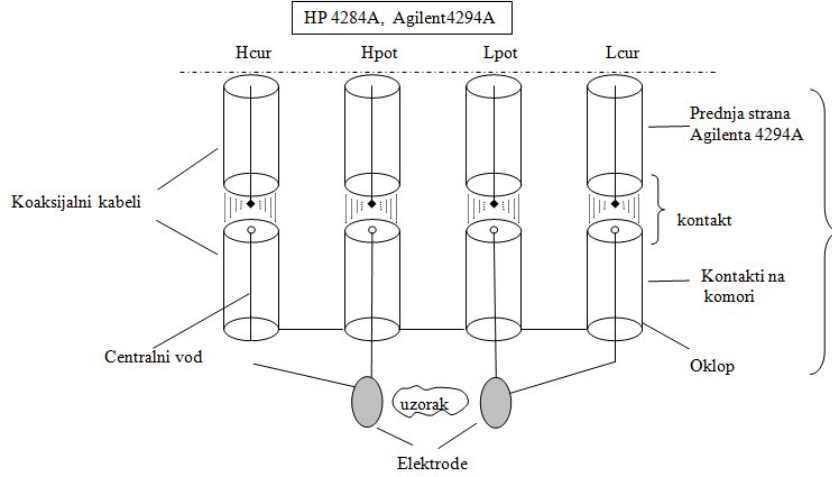 HP 4284A, Agilent4294A
Hcur Hpot Lpot Lcur
Prednja strana
Agilenta 4294A
Koaksijalni kabeli
kontakt
Kontakti na
komori
Centralni vod
Oklop
uzorak
Elektrode